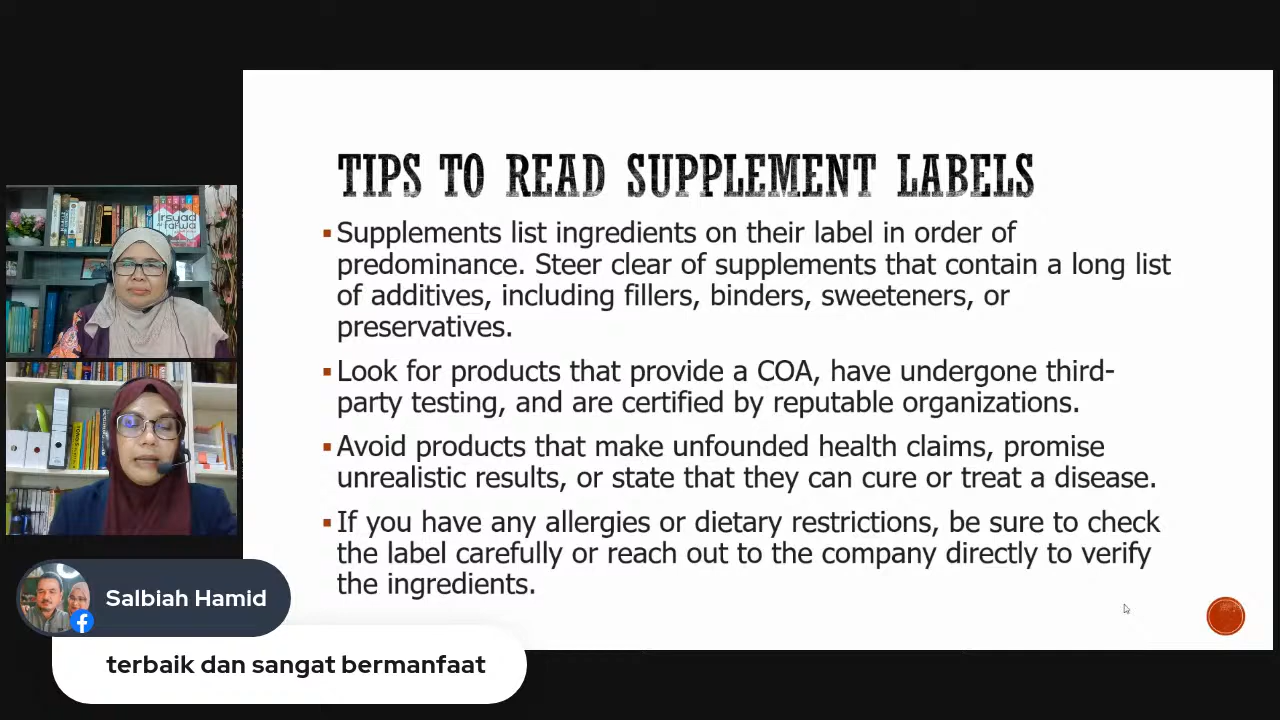 TIPS TO READ SUPPLEMENT LABELS
▪ Supplements list ingredients on their label in order of
predominance. Steer clear of supplements that contain a long list
of additives, including fillers, binders, sweeteners, or
preservatives.
▪ Look for products that provide a COA, have undergone third-
party testing, and are certified by reputable organizations.
▪ Avoid products that make unfounded health claims, promise
unrealistic results, or state that they can cure or treat a disease.
▪ If you have any allergies or dietary restrictions, be sure to check
the label carefully or reach out to the company directly to verify
the ingredients.
Irsyad
fatwa
Salbiah Hamid
terbaik dan sangat bermanfaat